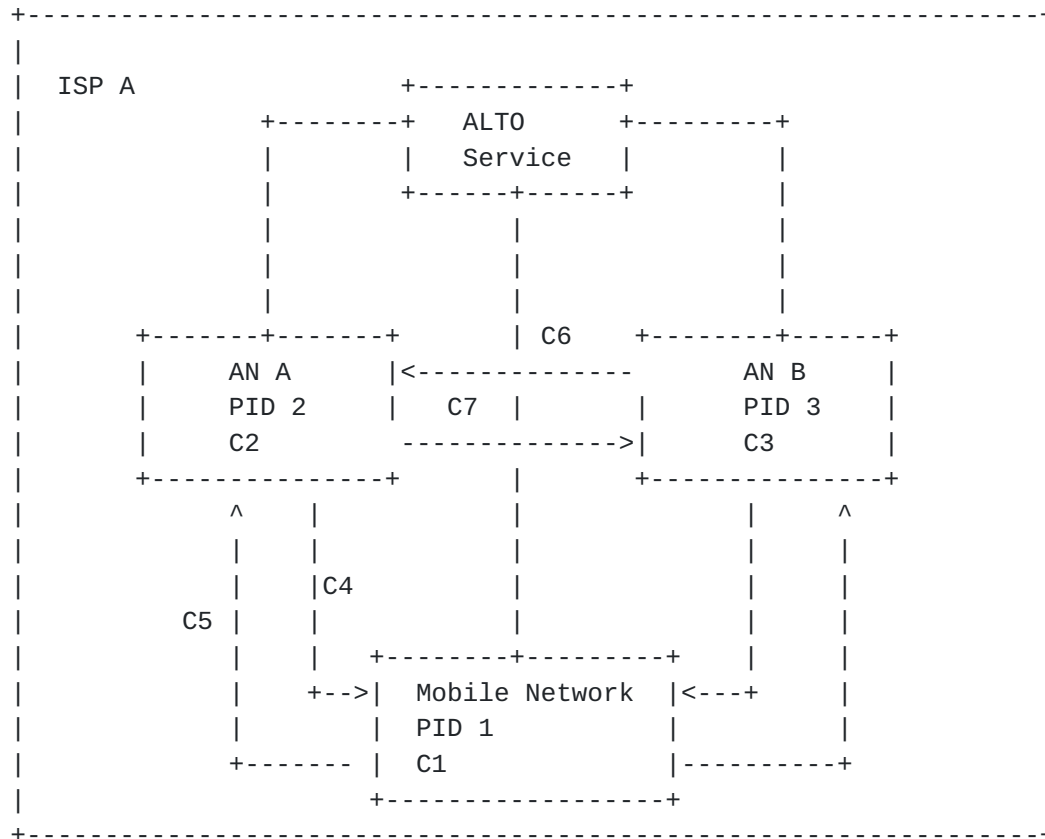 ISP A
ALTO
Service
C6
AN A
AN B
PID 2
C7
PID 3
C2
C3
C4
C5
Mobile Network
PID 1
C1